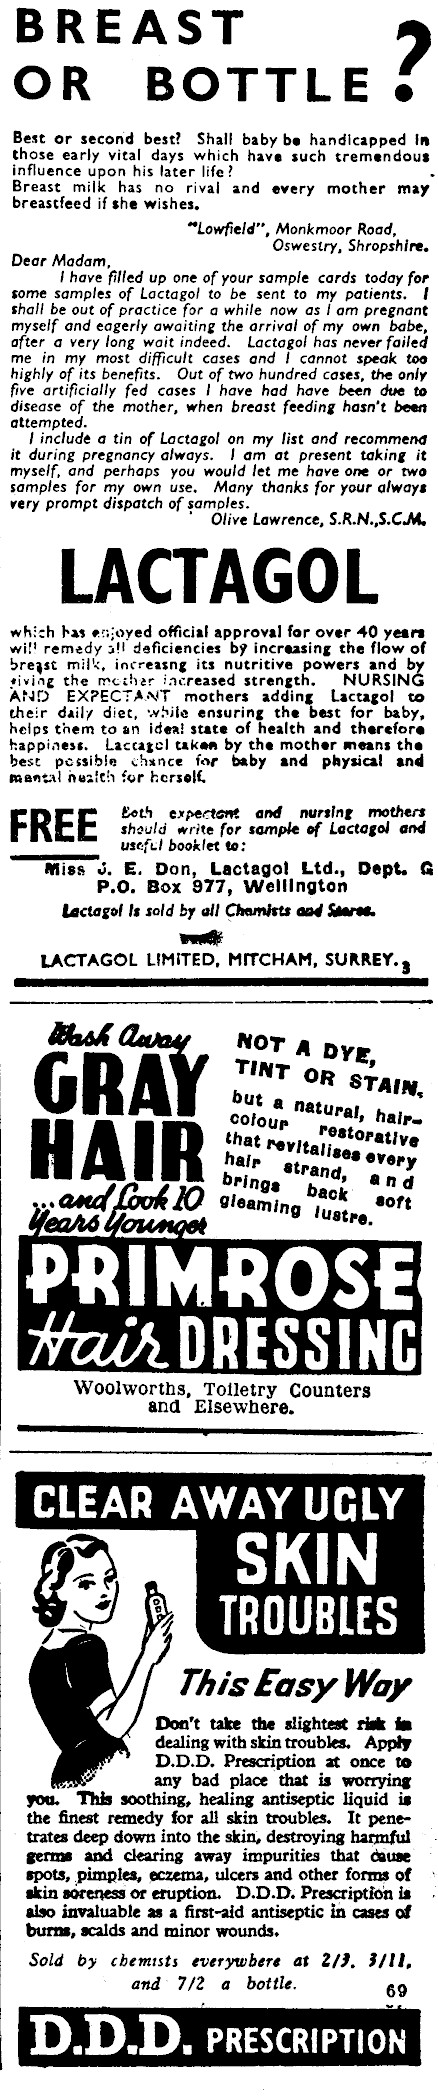 BREAST
OR BOTTLE ?
Best or second best? Shall baby be handicapped in
those early vital days which have such tremendous
influence upon his later life?
Breast milk has no rival and every mother may
breastfeed if she wishes.
"Lowfield", Monkmoor Road,
Oswestry, Shropshire.
Dear Madam,
I have filled up one of your sample cards today for
some samples of Lactagol to be sent to my patients. I
shall be out of practice for a while now as I am pregnant
myself and eagerly awaiting the arrival of my own babe,
after a very long wait indeed. Lactagol has never failed
me in my most difficult cases and I cannot speak too
highly of its benefits. Out of two hundred cases, the only
five artificially fed cases I have had have been due to
disease of the mother, when breast feeding hasn't been
attempted.
I include a tin of Lactagol on my list and recommend
it during pregnancy always. I am at present taking it
myself, and perhaps you would let me have one or two
samples for my own use. Many thanks for your always
very prompt dispatch of samples.
Olive Lawrence, S.R.N.,S.C.M.
LACTAGOL
which has enjoyed official approval for over 40 years
will remedy all deficiencies by increasing the flow of
breast milk, increasng its nutritive powers and by
giving the mother increased strength. NURSING
AND EXPECTANT mothers adding Lactagol to
their daily diet, while ensuring the best for baby,
helps them to an ideal state of health and therefore
happiness. Lactagol taken by the mother means the
best possible chance for baby and physical and
mental health for herself.
FREE
Both expectant and nursing mothers
should write for sample of Lactagol and
useful booklet to:
Miss J. E. Don, Lactagol Ltd., Dept. G
P.O. Box 977, Wellington
Lactagol Is sold by all Chemists and Stores.
LACTAGOL LIMITED, MITCHAM, SURREY. 3
Wash Away
GRAY
HAIR
...and Look 10
Years Younger
NOT A DYE,
TINT OR STAIN,
but a natural, hair-
colour restorative
that revitalises every
hair strand, and
brings back soft
gleaming lustre.
PRIMROSE
Hair DRESSING
Woolworths, Toiletry Counters
and Elsewhere.
CLEAR AWAY UGLY
SKIN
TROUBLES
This Easy Way
Don't take the slightest risk in
dealing with skin troubles. Apply
D.D.D. Prescription at once to
any bad place that is worrying
you. This soothing, healing antiseptic liquid is
the finest remedy for all skin troubles. It pene-
trates deep down into the skin, destroying harmful
germs and clearing away impurities that cause
spots, pimples, eczema, ulcers and other forms of
skin soreness or eruption. D.D.D. Prescription is
also invaluable as a first-aid antiseptic in cases of
burns, scalds and minor wounds.
Sold by chemists everywhere at 2/3, 3/11,
and 7/2 a bottle.
69
D.D.D. PRESCRIPTION